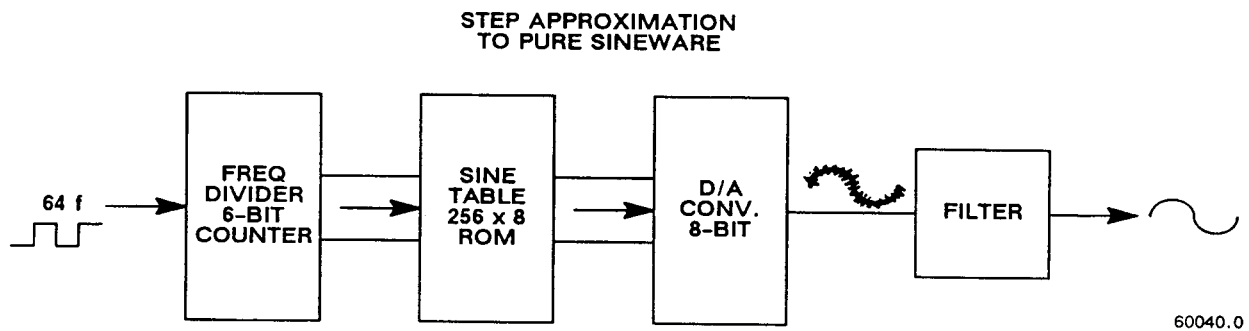 STEP APPROXIMATION
TO PURE SINEWARE
64 f
FREQ
DIVIDER
6-BIT
COUNTER
SINE
TABLE
256 x 8
ROM
D/A
CONV.
8-BIT
FILTER
60040.0